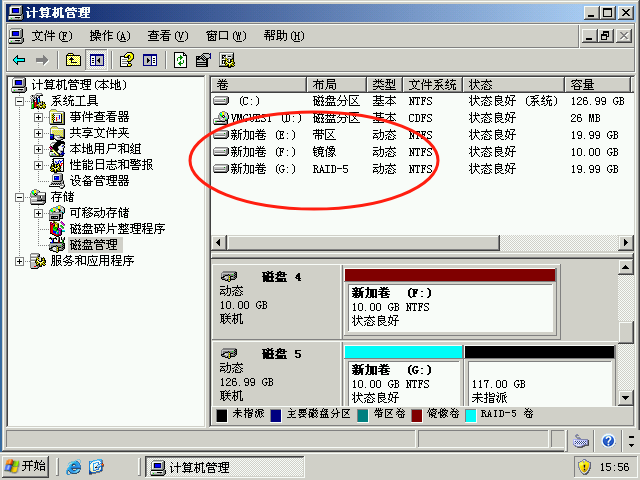 计算机管理
文件(F) 操作(A) 查看(V) 窗口(W) 帮助(H)
计算机管理(本地)
系统工具
事件查看器
共享文件夹
本地用户和组
性能日志和警报
设备管理器
存储
可移动存储
磁盘碎片整理程序
磁盘管理
服务和应用程序
卷 布局 类型 文件系统 状态 容量
(C:) 磁盘分区 基本 NTFS 状态良好 (系统) 126.99 GB
VMGUEST (D:) 磁盘分区 基本 CDFS 状态良好 26 MB
新加卷 (E:) 带区 动态 NTFS 状态良好 19.99 GB
新加卷 (F:) 镜像 动态 NTFS 状态良好 10.00 GB
新加卷 (G:) RAID-5 动态 NTFS 状态良好 19.99 GB
磁盘 4
动态
10.00 GB
联机
新加卷 (F:)
10.00 GB NTFS
状态良好
磁盘 5
动态
126.99 GB
联机
新加卷 (G:)
10.00 GB NTFS
状态良好
117.00 GB
未指派
未指派 主要磁盘分区 带区卷 镜像卷 RAID-5 卷
开始 计算机管理 15:56